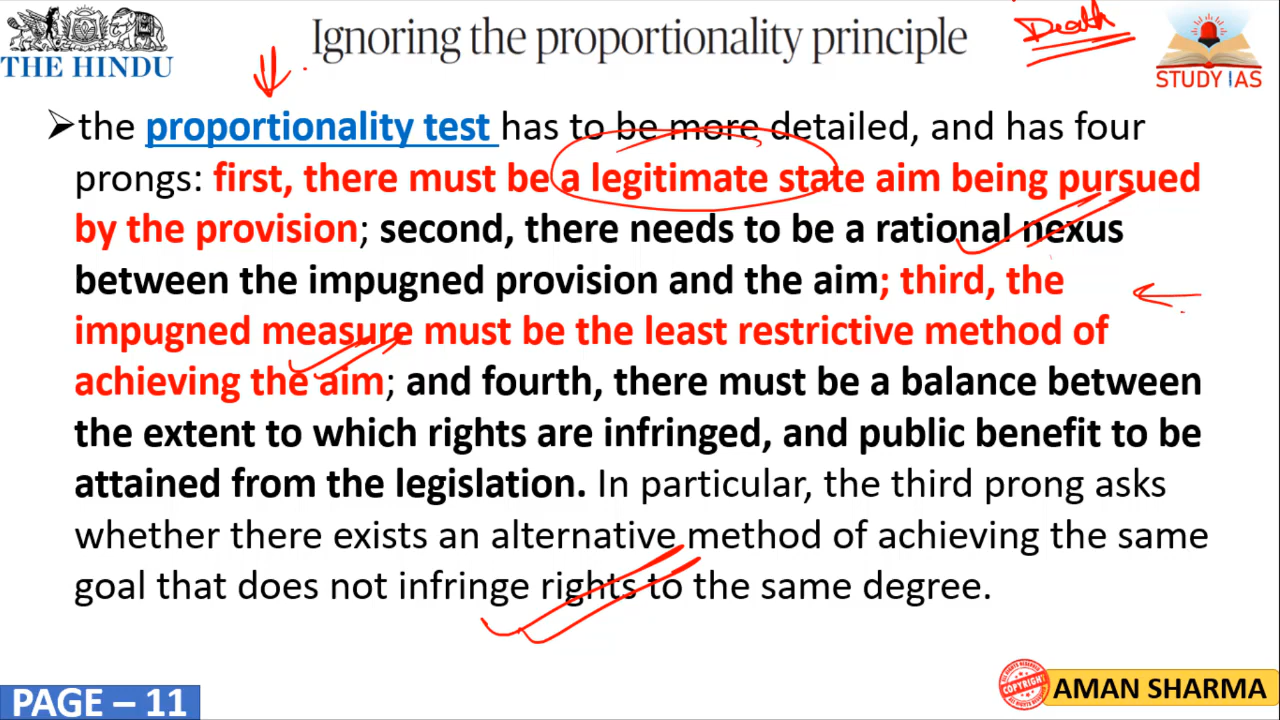 THE HINDU
Ignoring the proportionality principle
Death
STUDY IAS
➢the proportionality test has to be more detailed, and has four
prongs: first, there must be a legitimate state aim being pursued
by the provision; second, there needs to be a rational nexus
between the impugned provision and the aim; third, the
impugned measure must be the least restrictive method of
achieving the aim; and fourth, there must be a balance between
the extent to which rights are infringed, and public benefit to be
attained from the legislation. In particular, the third prong asks
whether there exists an alternative method of achieving the same
goal that does not infringe rights to the same degree.
PAGE – 11
COPYRIGHT
AMAN SHARMA